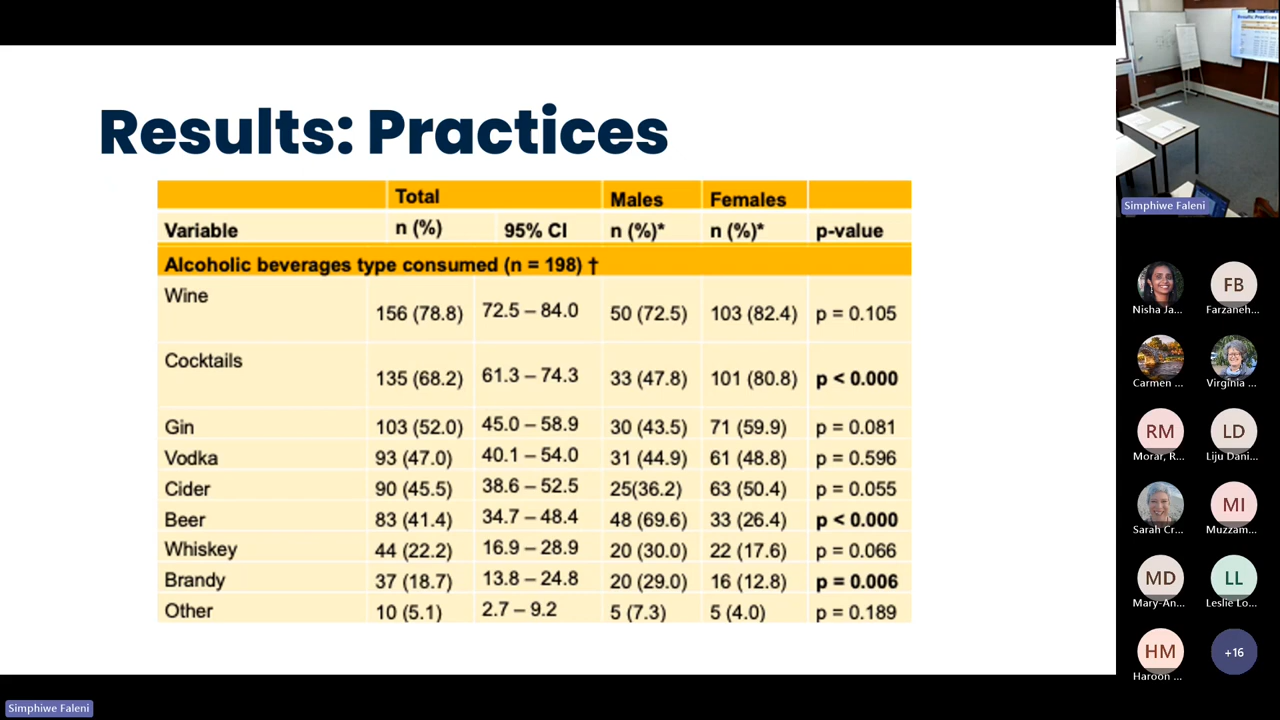 Results: Practices
Total Males Females
Variable n (%) 95% CI n (%)* n (%)* p-value
Alcoholic beverages type consumed (n = 198) †
Wine 156 (78.8) 72.5 – 84.0 50 (72.5) 103 (82.4) p = 0.105
Cocktails 135 (68.2) 61.3 – 74.3 33 (47.8) 101 (80.8) p < 0.000
Gin 103 (52.0) 45.0 – 58.9 30 (43.5) 71 (59.9) p = 0.081
Vodka 93 (47.0) 40.1 – 54.0 31 (44.9) 61 (48.8) p = 0.596
Cider 90 (45.5) 38.6 – 52.5 25(36.2) 63 (50.4) p = 0.055
Beer 83 (41.4) 34.7 – 48.4 48 (69.6) 33 (26.4) p < 0.000
Whiskey 44 (22.2) 16.9 – 28.9 20 (30.0) 22 (17.6) p = 0.066
Brandy 37 (18.7) 13.8 – 24.8 20 (29.0) 16 (12.8) p = 0.006
Other 10 (5.1) 2.7 – 9.2 5 (7.3) 5 (4.0) p = 0.189
Results: Practices
Simphiwe Faleni
FB
Nisha Ja... Farzaneh...
Carmen ... Virginia ...
RM LD
Morar, R... Liju Dani...
MI
Sarah Cr... Muzzam...
MD LL
Mary-An... Leslie Lo...
HM +16
Haroon ...
Simphiwe Faleni